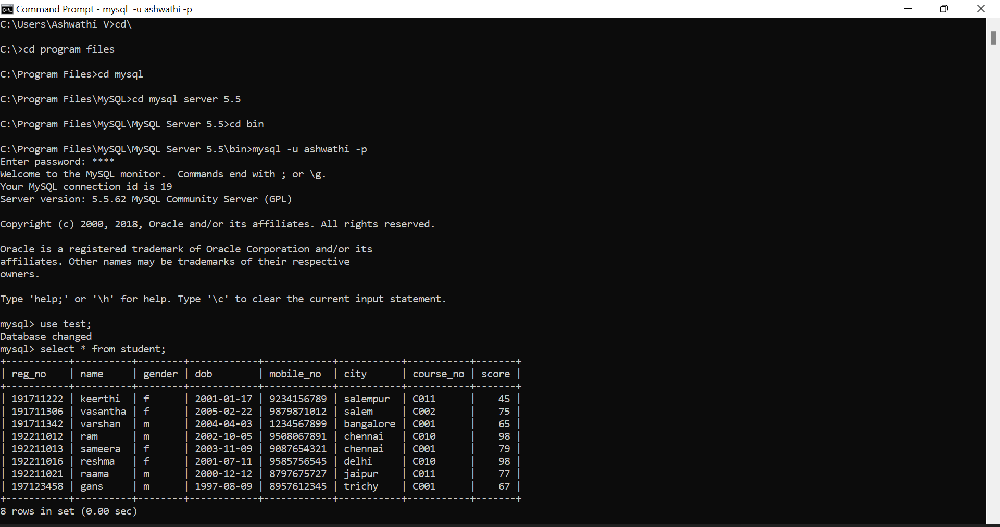 Command Prompt - mysql  -u ashwathi -p
C:\Users\Ashwathi V>cd\
C:\>cd program files
C:\Program Files>cd mysql
C:\Program Files\MySQL>cd mysql server 5.5
C:\Program Files\MySQL\MySQL Server 5.5>cd bin
C:\Program Files\MySQL\MySQL Server 5.5\bin>mysql -u ashwathi -p
Enter password: ****
Welcome to the MySQL monitor.  Commands end with ; or \g.
Your MySQL connection id is 19
Server version: 5.5.62 MySQL Community Server (GPL)
Copyright (c) 2000, 2018, Oracle and/or its affiliates. All rights reserved.
Oracle is a registered trademark of Oracle Corporation and/or its
affiliates. Other names may be trademarks of their respective
owners.
Type 'help;' or '\h' for help. Type '\c' to clear the current input statement.
mysql> use test;
Database changed
mysql> select * from student;
+-----------+----------+--------+------------+------------+-----------+-----------+-------+
| reg_no    | name     | gender | dob        | mobile_no  | city      | course_no | score |
+-----------+----------+--------+------------+------------+-----------+-----------+-------+
| 191711222 | keerthi  | f      | 2001-01-17 | 9234156789 | salempur  | C011      |    45 |
| 191711306 | vasantha | f      | 2005-02-22 | 9879871012 | salem     | C002      |    75 |
| 191711342 | varshan  | m      | 2004-04-03 | 1234567899 | bangalore | C001      |    65 |
| 192211012 | ram      | m      | 2002-10-05 | 9508067891 | chennai   | C010      |    98 |
| 192211013 | sameera  | f      | 2003-11-09 | 9087654321 | chennai   | C001      |    79 |
| 192211016 | reshma   | f      | 2001-07-11 | 9585756545 | delhi     | C010      |    98 |
| 192211021 | raama    | m      | 2000-12-12 | 8797675727 | jaipur    | C011      |    77 |
| 197123458 | gans     | m      | 1997-08-09 | 8957612345 | trichy    | C001      |    67 |
+-----------+----------+--------+------------+------------+-----------+-----------+-------+
8 rows in set (0.00 sec)